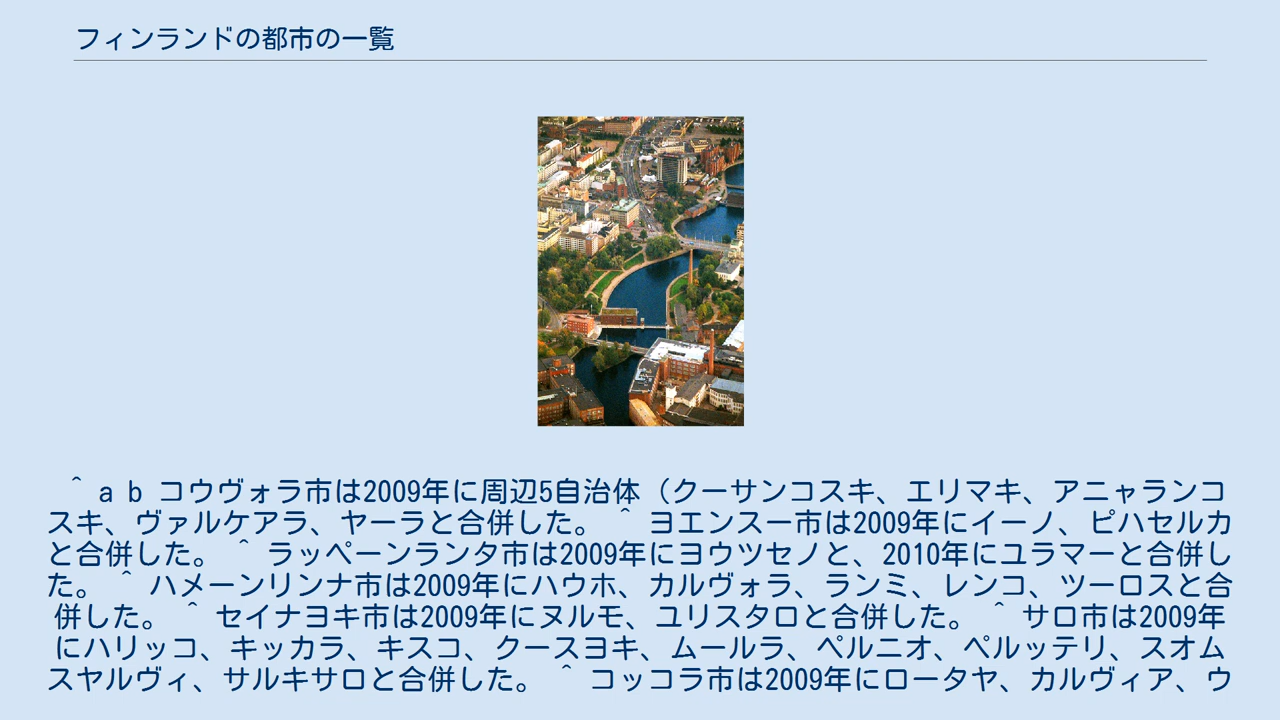 フィンランドの都市の一覧
^ a b コウヴォラ市は2009年に周辺5自治体（クーサンコスキ、エリマキ、アニャランコ
スキ、ヴァルケアラ、ヤーラと合併した。 ^ ヨエンスー市は2009年にイーノ、ピハセルカ
と合併した。 ^ ラッペーンランタ市は2009年にヨウツセノと、2010年にユラマーと合併し
た。 ^ ハメーンリンナ市は2009年にハウホ、カルヴォラ、ランミ、レンコ、ツーロスと合
併した。 ^ セイナヨキ市は2009年にヌルモ、ユリスタロと合併した。 ^ サロ市は2009年
にハリッコ、キッカラ、キスコ、クースヨキ、ムールラ、ペルニオ、ペルッテリ、スオム
スヤルヴィ、サルキサロと合併した。 ^ コッコラ市は2009年にロータヤ、カルヴィア、ウ